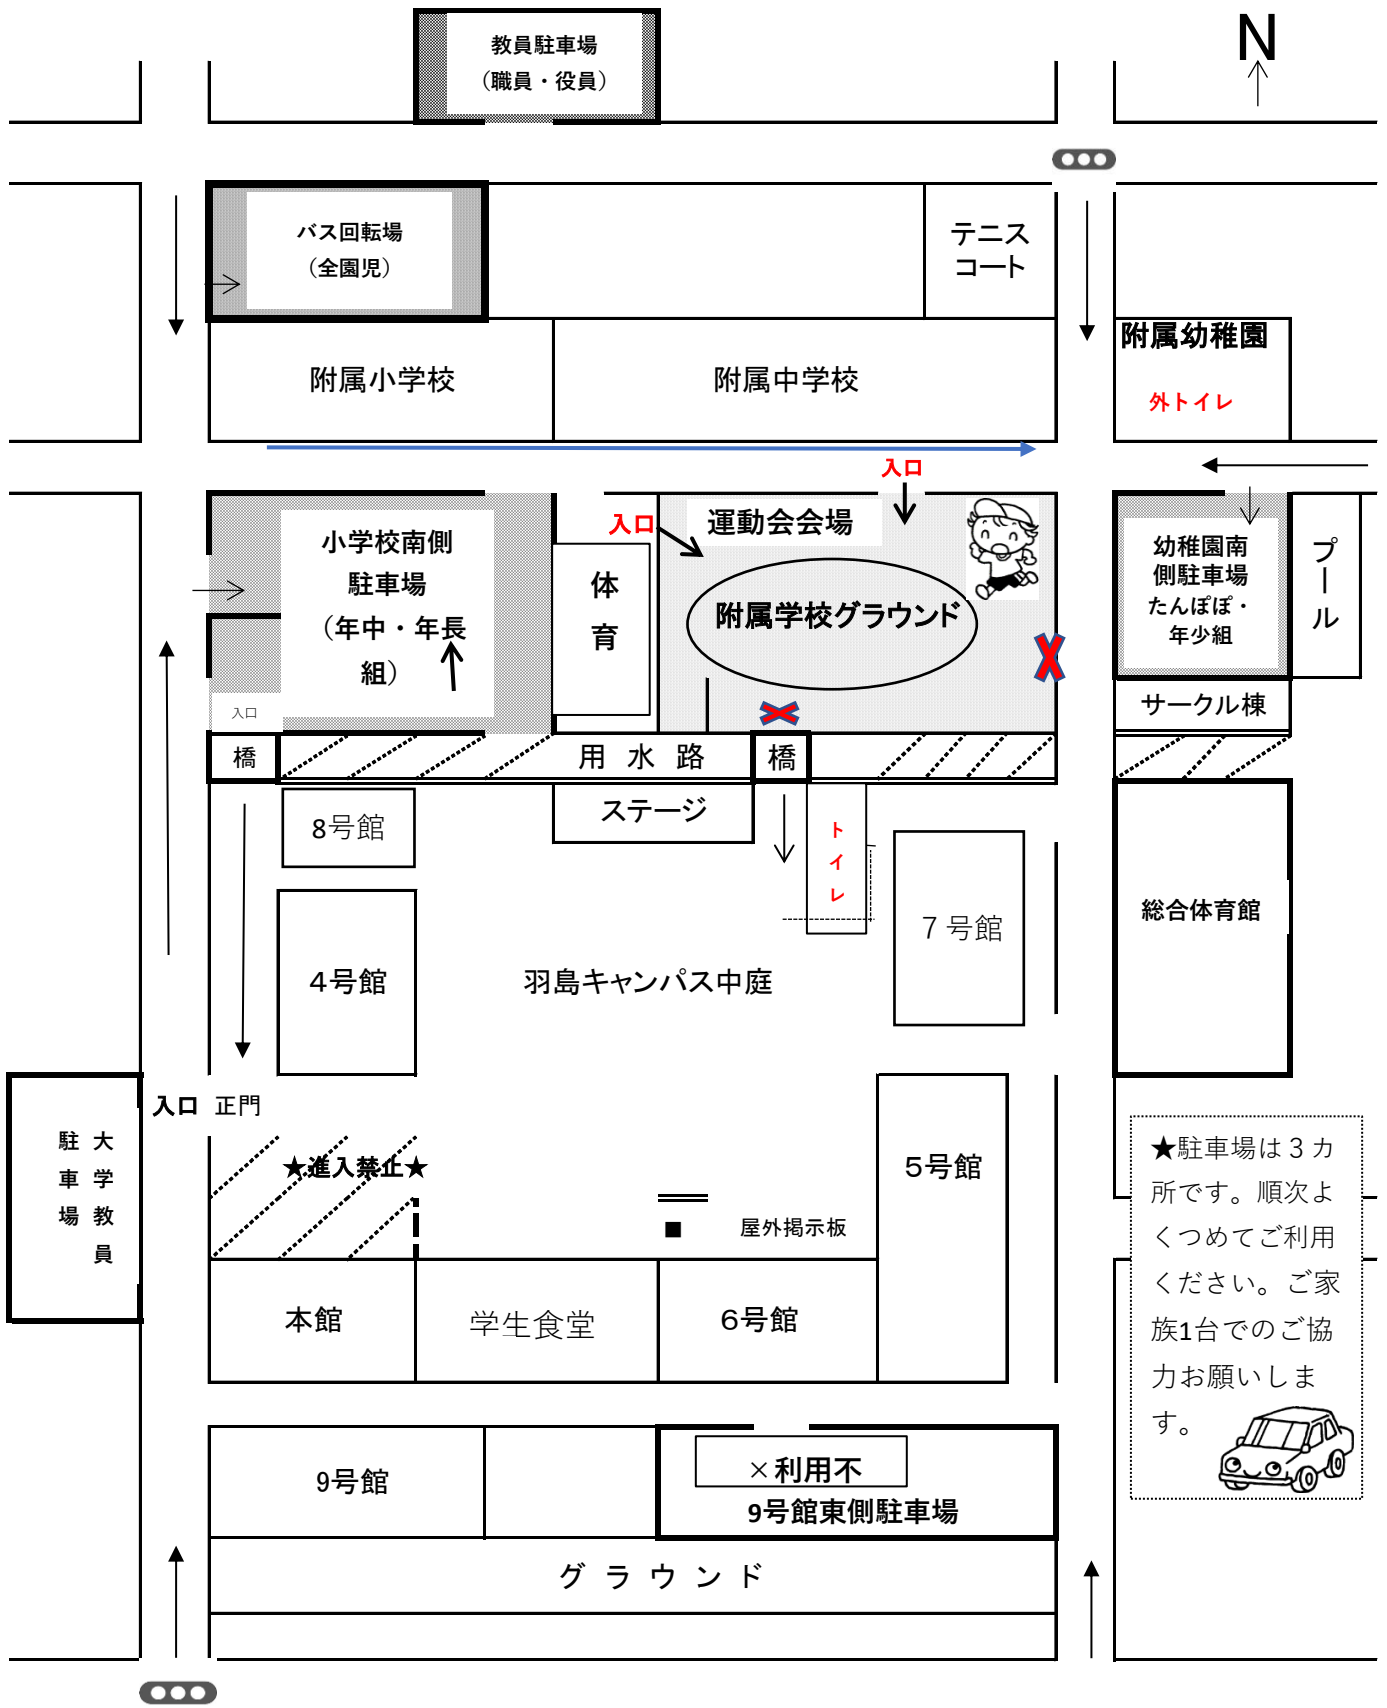 教員駐車場
（職員・役員）
N
バス回転場
（全園児）
テニス
コート
附属小学校
附属中学校
附属幼稚園
外トイレ
入口
小学校南側
駐車場
（年中・年長
組）
入口
体
育
入口
運動会会場
附属学校グラウンド
幼稚園南
側駐車場
たんぽぽ・
年少組
プール
サークル棟
橋
用 水 路
橋
8号館
ステージ
トイレ
７号館
総合体育館
4号館
羽島キャンパス中庭
大学教員
駐車場
入口 正門
★進入禁止★
5号館
屋外掲示板
本館
学生食堂
6号館
★駐車場は３カ
所です。順次よ
くつめてご利用
ください。ご家
族1台でのご協
力お願いしま
す。
9号館
×利用不
9号館東側駐車場
グ ラ ウ ン ド